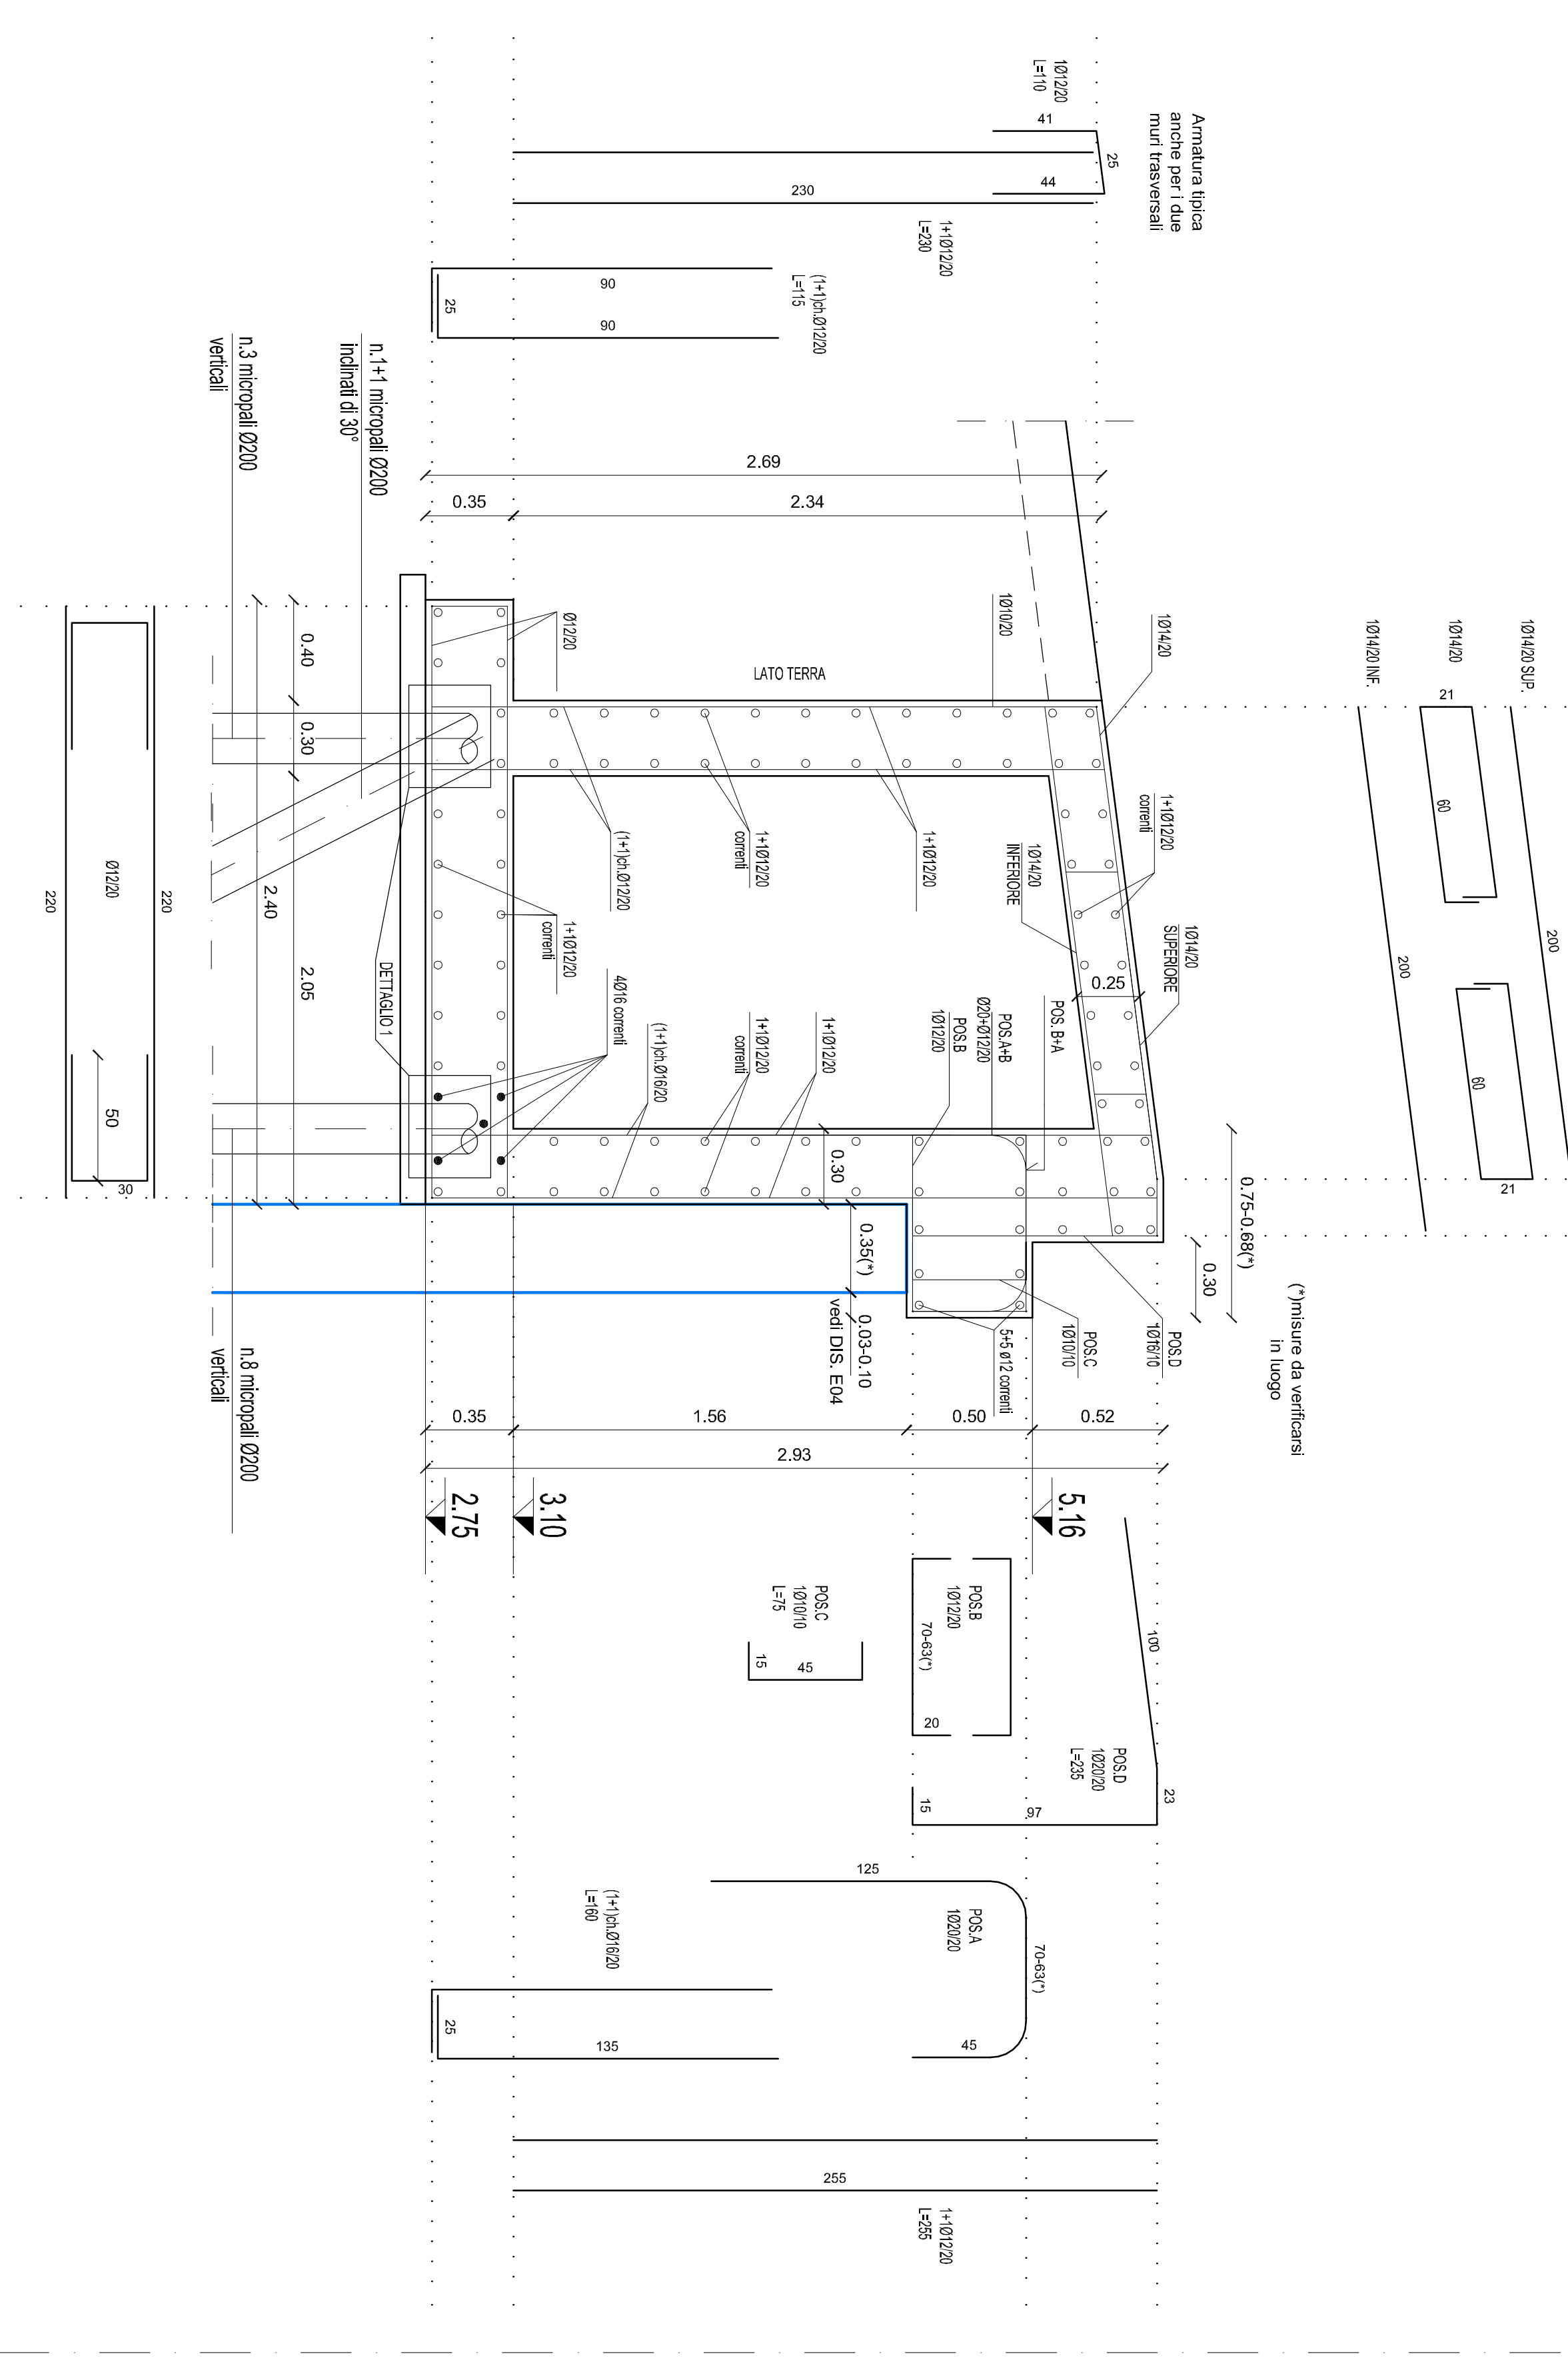 1Ø14/20 SUP.
1Ø14/20
1Ø14/20 INF.
200
200
21
60
60
21
Armatura tipica
anche per i due
muri trasversali
1Ø12/20
L=110
41
25
44
230
1+1Ø12/20
L=230
(1+1)ch.Ø12/20
L=115
90
90
25
n.1+1 micropali Ø200
inclinati di 30°
n.3 micropali Ø200
verticali
2.69
0.35
2.34
LATO TERRA
Ø12/20
1Ø10/20
1Ø14/20
1+1Ø12/20
correnti
1Ø14/20
SUPERIORE
1Ø14/20
INFERIORE
0.25
1+1Ø12/20
1+1Ø12/20
correnti
(1+1)ch.Ø12/20
1+1Ø12/20
correnti
4Ø16 correnti
(1+1)ch.Ø16/20
1+1Ø12/20
correnti
1+1Ø12/20
POS.B
1Ø12/20
POS.A+B
Ø20+Ø12/20
POS. B+A
DETTAGLIO 1
0.40
0.30
2.05
2.40
220
Ø12/20
220
50
30
0.30
0.35(*)
0.03-0.10
vedi DIS. E04
0.75-0.68(*)
0.30
(*)misure da verificarsi
in luogo
POS.D
1Ø16/10
POS.C
1Ø10/10
5+5 ø12 correnti
n.8 micropali Ø200
verticali
0.35
1.56
0.50
0.52
2.93
2.75
3.10
5.16
POS.C
1Ø10/10
L=75
15
45
POS.B
1Ø12/20
70-63(*)
20
100
POS.D
1Ø20/20
L=235
23
15
97
125
POS.A
1Ø20/20
70-63(*)
45
(1+1)ch.Ø16/20
L=160
25
135
255
1+1Ø12/20
L=255